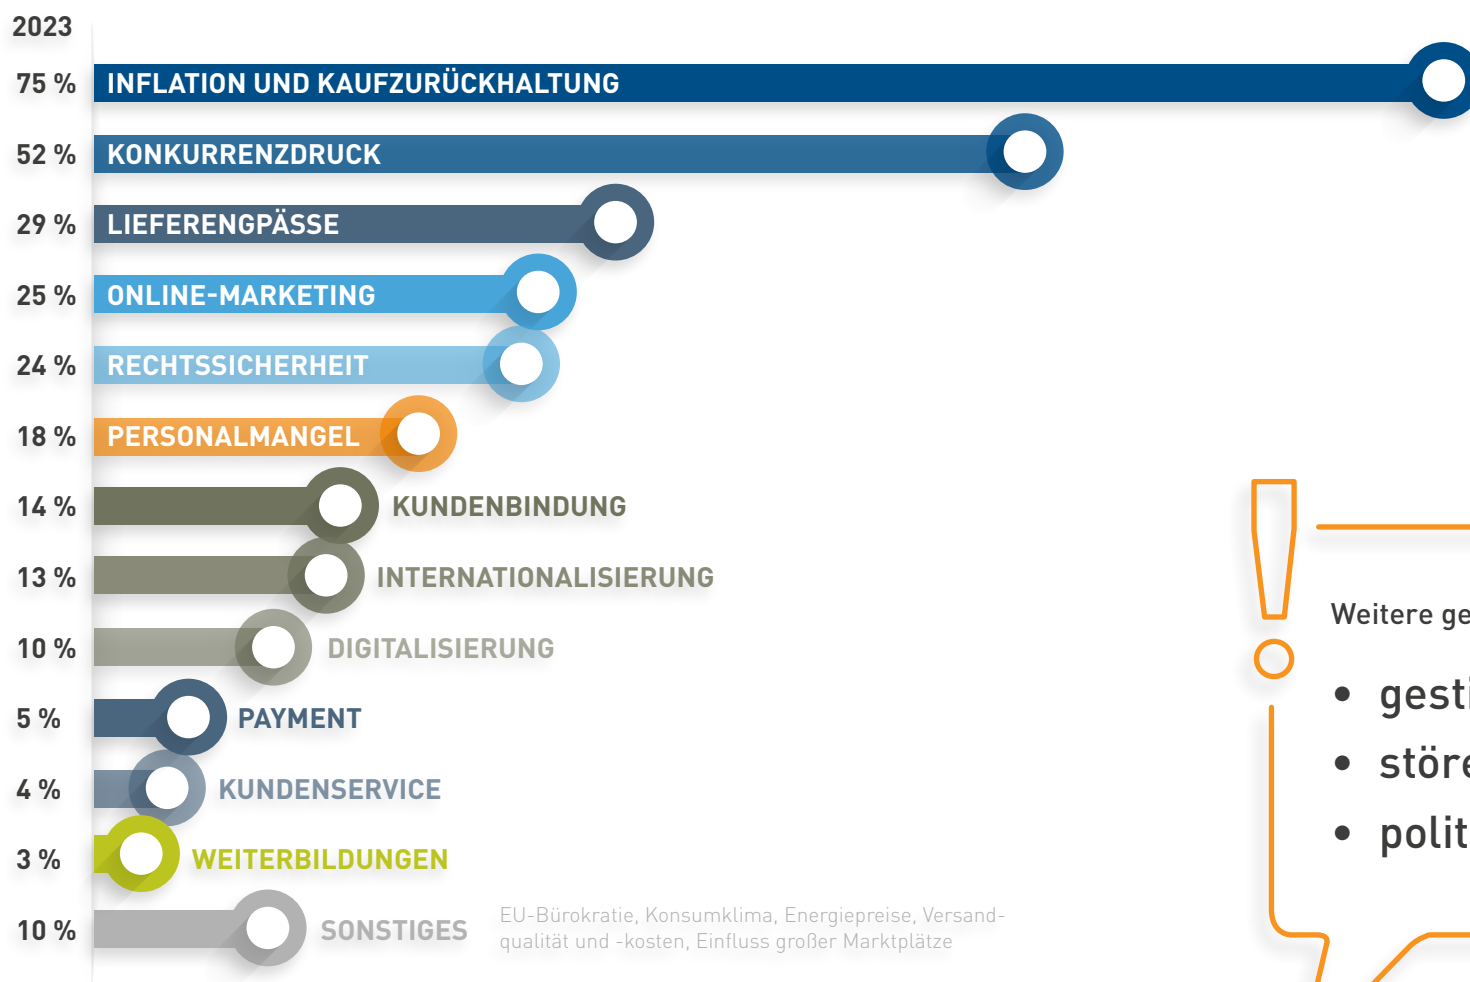 2023
75 % INFLATION UND KAUFZURÜCKHALTUNG
52 % KONKURRENZDRUCK
29 % LIEFERENGPÄSSE
25 % ONLINE-MARKETING
24 % RECHTSSICHERHEIT
18 % PERSONALMANGEL
14 % KUNDENBINDUNG
13 % INTERNATIONALISIERUNG
10 % DIGITALISIERUNG
5 % PAYMENT
4 % KUNDENSERVICE
3 % WEITERBILDUNGEN
10 % SONSTIGES
EU-Bürokratie, Konsumklima, Energiepreise, Versand-
qualität und -kosten, Einfluss großer Marktplätze
Weitere